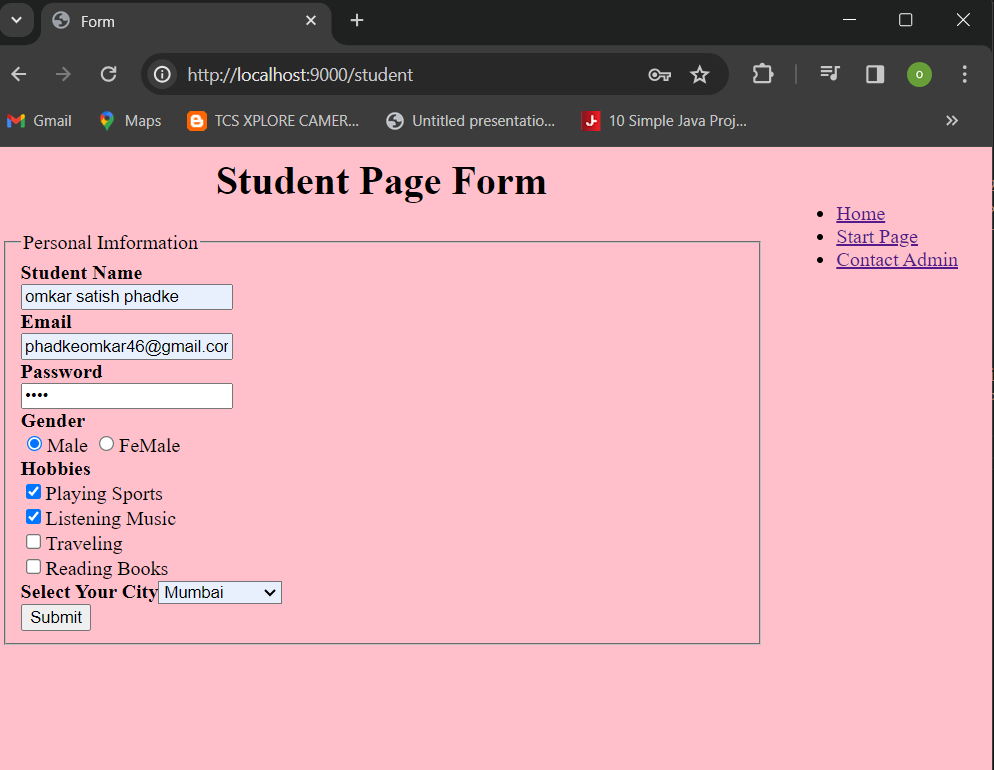 Form
http://localhost:9000/student
o
Gmail
Maps
TCS XPLORE CAMER...
Untitled presentatio...
10 Simple Java Proj...
Student Page Form
Home
Start Page
Contact Admin
Personal Imformation
Student Name
omkar satish phadke
Email
phadkeomkar46@gmail.cor
Password
••••
Gender
Male FeMale
Hobbies
Playing Sports
Listening Music
Traveling
Reading Books
Select Your City Mumbai
Submit